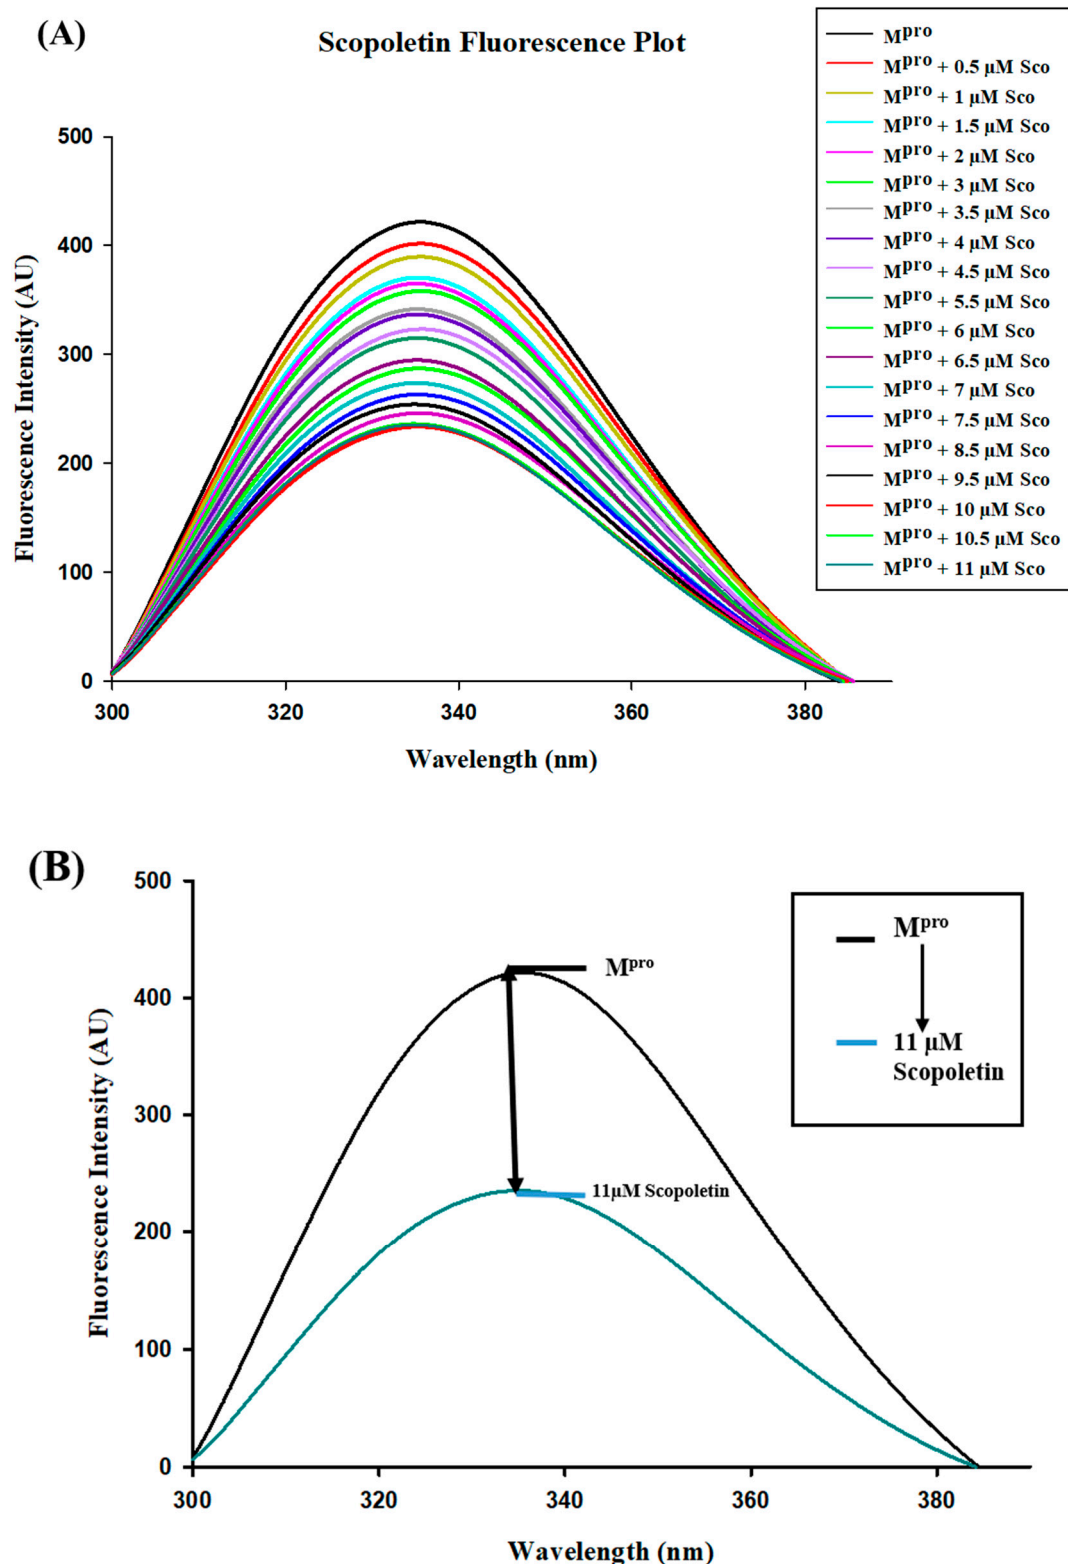 (A)
Scopoletin Fluorescence Plot
Mpro
Mpro + 0.5 µM Sco
Mpro + 1 µM Sco
Mpro + 1.5 µM Sco
Mpro + 2 µM Sco
Mpro + 3 µM Sco
Mpro + 3.5 µM Sco
Mpro + 4 µM Sco
Mpro + 4.5 µM Sco
Mpro + 5.5 µM Sco
Mpro + 6 µM Sco
Mpro + 6.5 µM Sco
Mpro + 7 µM Sco
Mpro + 7.5 µM Sco
Mpro + 8.5 µM Sco
Mpro + 9.5 µM Sco
Mpro + 10 µM Sco
Mpro + 10.5 µM Sco
Mpro + 11 µM Sco
Fluorescence Intensity (AU)
500
400
300
200
100
0
300 320 340 360 380
Wavelength (nm)
(B)
Fluorescence Intensity (AU)
500
400
300
200
100
0
Mpro
11µM Scopoletin
Mpro
11 µM
Scopoletin
300 320 340 360 380
Wavelength (nm)